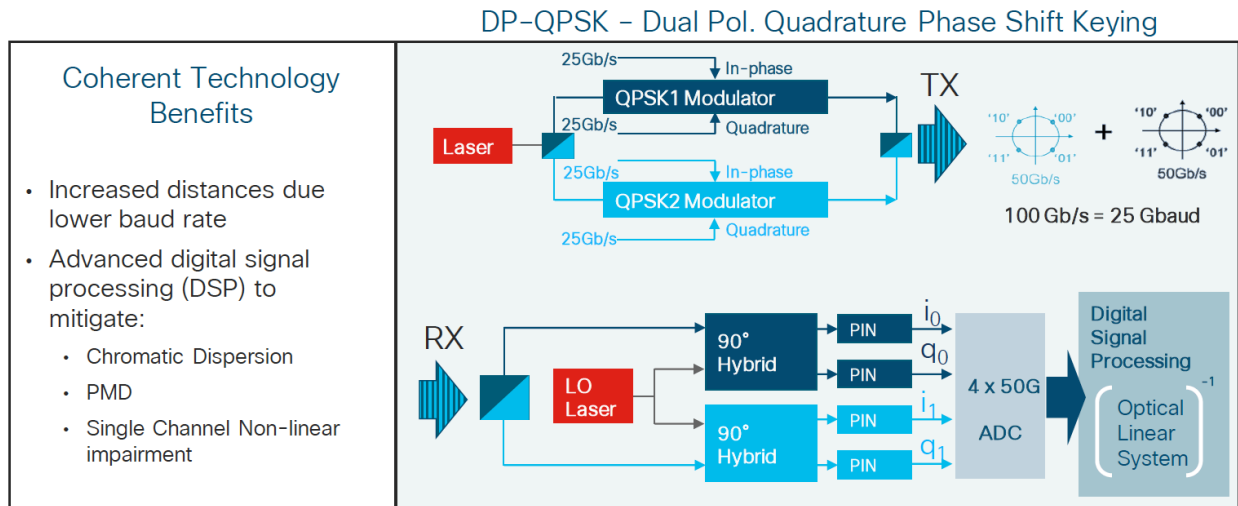 DP-QPSK - Dual Pol. Quadrature Phase Shift Keying
Coherent Technology
Benefits
• Increased distances due
lower baud rate
• Advanced digital signal
processing (DSP) to
mitigate:
• Chromatic Dispersion
• PMD
• Single Channel Non-linear
impairment
25Gb/s
In-phase
QPSK1 Modulator
25Gb/s
Quadrature
Laser
25Gb/s
In-phase
QPSK2 Modulator
25Gb/s
Quadrature
TX
'10' '00'
'11' '01'
50Gb/s
+
'10' '00'
'11' '01'
50Gb/s
100 Gb/s = 25 Gbaud
RX
LO
Laser
90°
Hybrid
90°
Hybrid
PIN
PIN
PIN
PIN
i0
q0
i1
q1
4 x 50G
ADC
Digital
Signal
Processing
Optical
Linear
System
-1